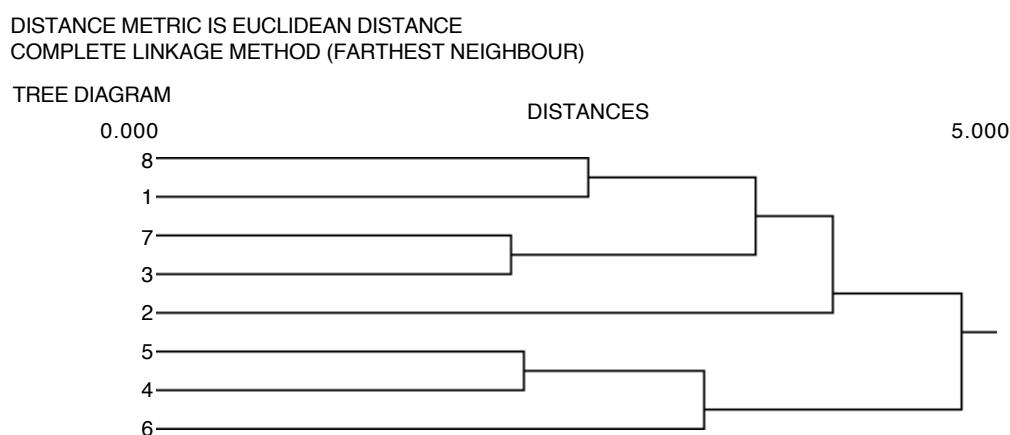 DISTANCE METRIC IS EUCLIDEAN DISTANCE
COMPLETE LINKAGE METHOD (FARTHEST NEIGHBOUR)
TREE DIAGRAM
DISTANCES
0.000 5.000
8
1
7
3
2
5
4
6